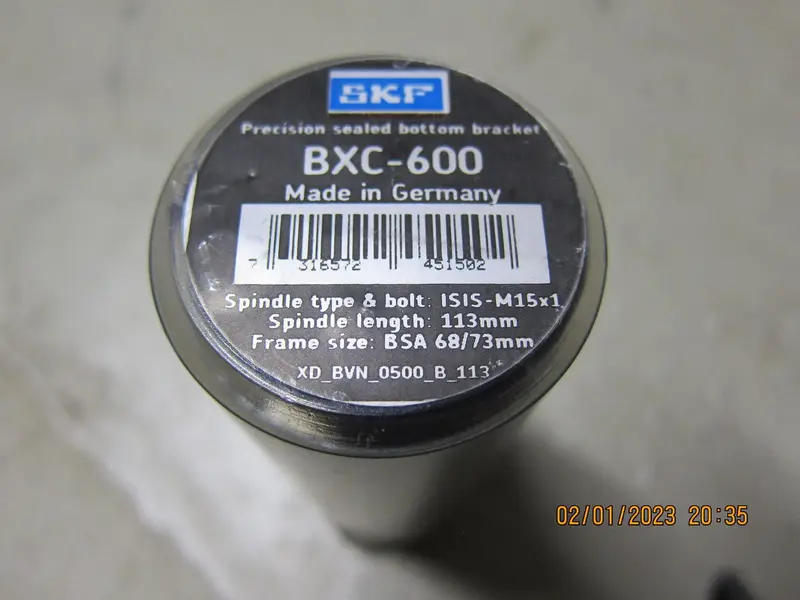 SKF
Precision sealed bottom bracket
BXC-600
Made in Germany
7 316572 451502
Spindle type & bolt: ISIS-M15x1
Spindle length: 113mm
Frame size: BSA 68/73mm
XD_BVN_0500_B_113
02/01/2023 20:35